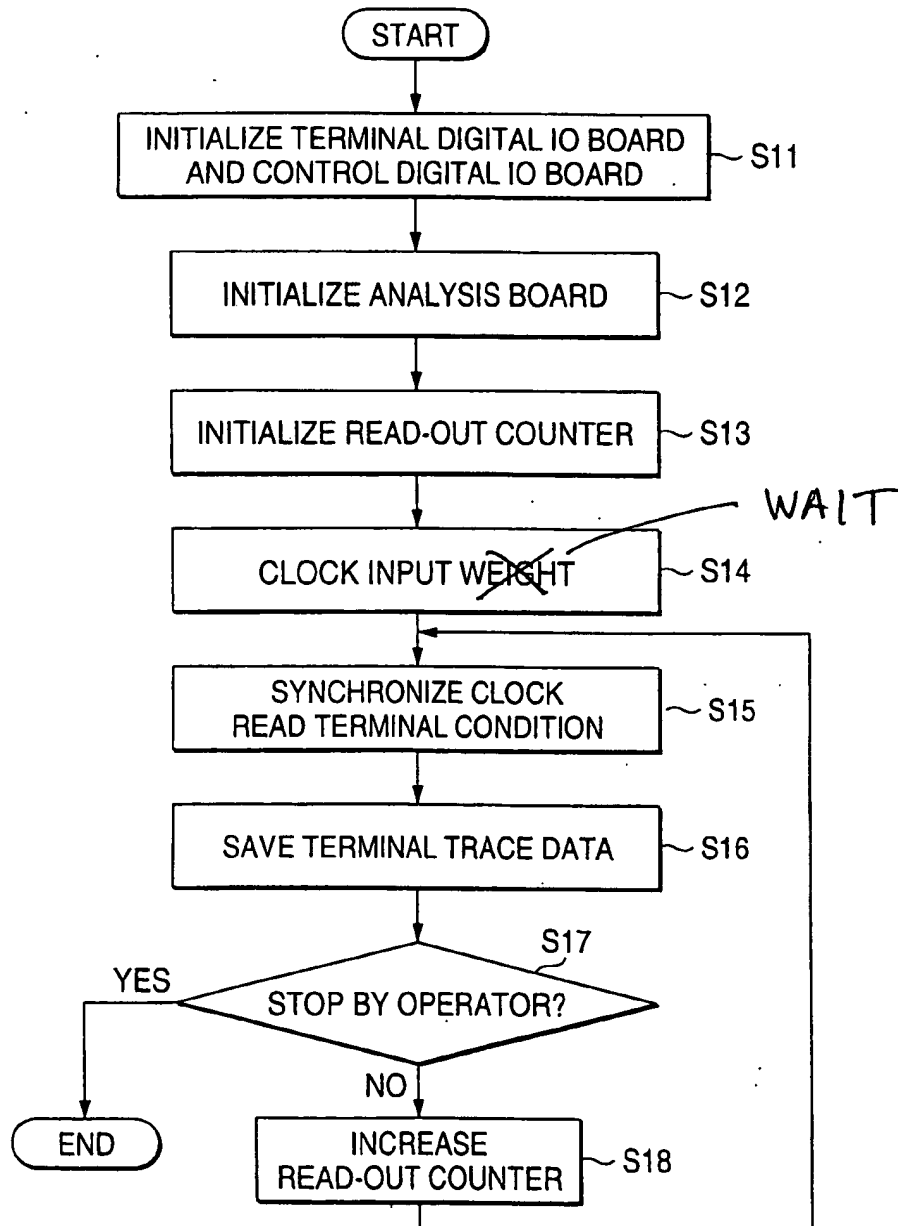 START
INITIALIZE TERMINAL DIGITAL IO BOARD
AND CONTROL DIGITAL IO BOARD
S11
INITIALIZE ANALYSIS BOARD
S12
INITIALIZE READ-OUT COUNTER
S13
WAIT
CLOCK INPUT WEIGHT
S14
SYNCHRONIZE CLOCK
READ TERMINAL CONDITION
S15
SAVE TERMINAL TRACE DATA
S16
S17
YES
STOP BY OPERATOR?
NO
END
INCREASE
READ-OUT COUNTER
S18